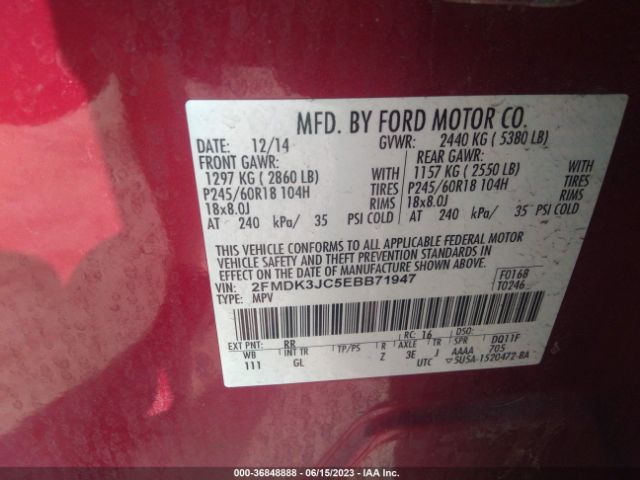 MFD. BY FORD MOTOR CO.
DATE: 12/14 GVWR: 2440 KG ( 5380 LB)
FRONT GAWR: REAR GAWR:
1297 KG ( 2860 LB) WITH 1157 KG ( 2550 LB) WITH
P245/60R18 104H TIRES P245/60R18 104H TIRES
18x8.0J RIMS 18x8.0J RIMS
AT 240 kPa/ 35 PSI COLD AT 240 kPa/ 35 PSI COLD
THIS VEHICLE CONFORMS TO ALL APPLICABLE FEDERAL MOTOR
VEHICLE SAFETY AND THEFT PREVENTION STANDARDS IN
EFFECT ON THE DATE OF MANUFACTURE SHOWN ABOVE.
VIN: 2FMDK3JC5EBB71947 F0168
TYPE: MPV T0246
EXT PNT: RR RC: 16 DSO:
WB INT TR TP/PS R AXLE TR SPR DQ11F
111 GL Z 3E J AAAA 705
UTC ▽5U5A-1520472-BA
000-36848888 - 06/15/2023 - IAA Inc.